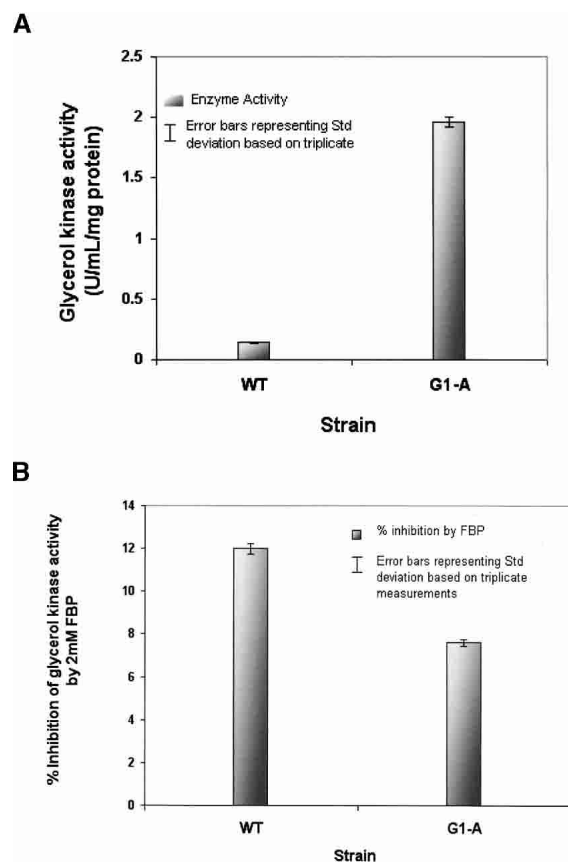 A
Glycerol kinase activity
(U/mL/mg protein)
2.5
2
1.5
1
0.5
0
Enzyme Activity
Error bars representing Std
deviation based on triplicate
WT
G1-A
Strain
B
% Inhibition of glycerol kinase activity
by 2mM FBP
14
12
10
8
6
4
2
0
% inhibition by FBP
Error bars representing Std
deviation based on triplicate
measurements
WT
G1-A
Strain